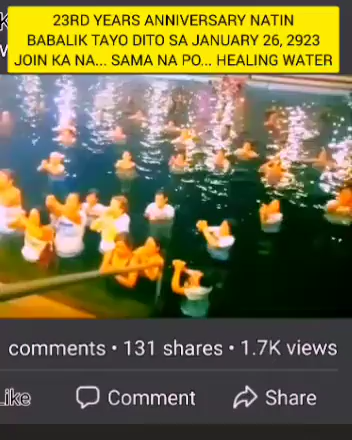 23RD YEARS ANNIVERSARY NATIN
BABALIK TAYO DITO SA JANUARY 26, 2923
JOIN KA NA... SAMA NA PO... HEALING WATER
comments • 131 shares • 1.7K views
Like
Comment
Share